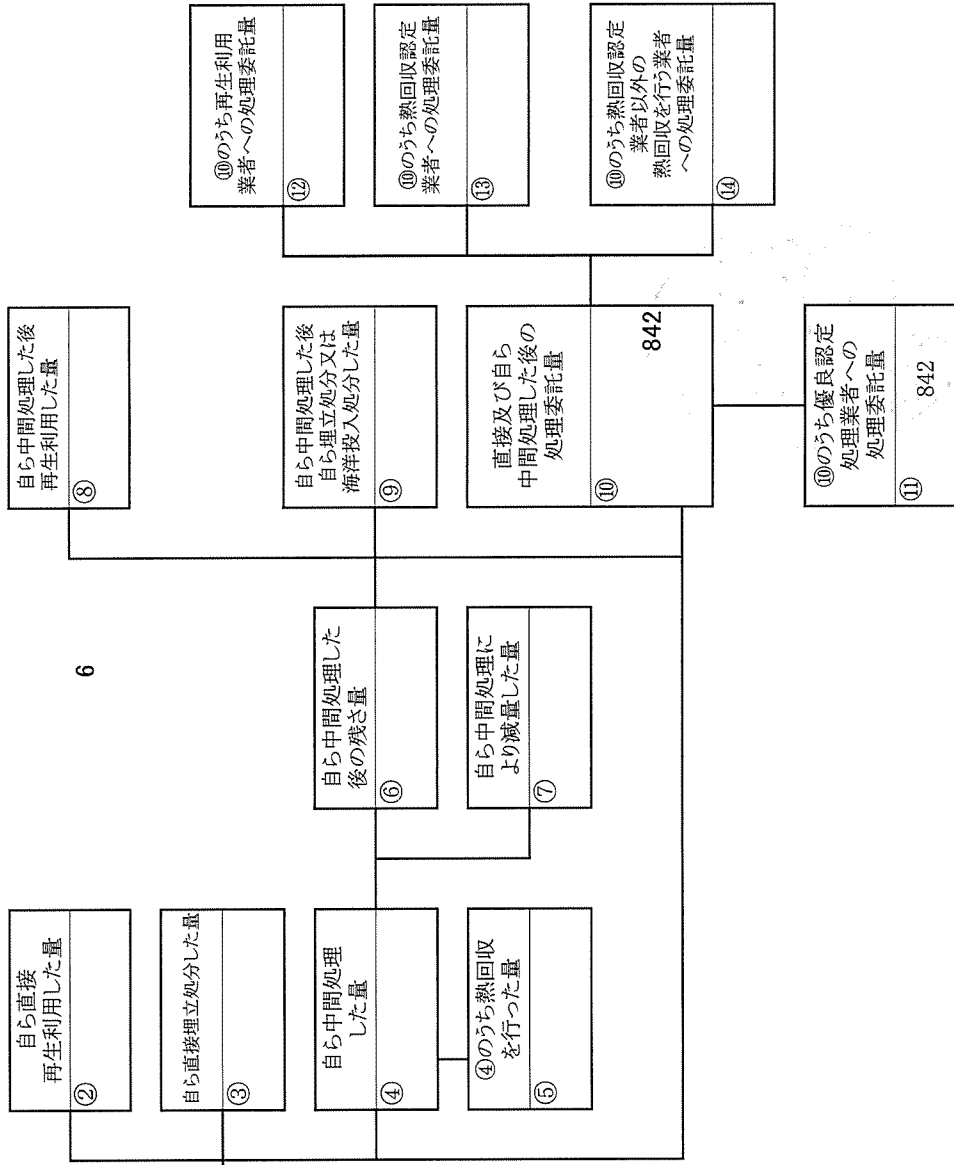 自ら直接
再生利用した量
②
自ら直接埋立処分した量
③
自ら中間処理
した量
④
④のうち熱回収
を行った量
⑤
6
自ら中間処理した
後の残さ量
⑥
自ら中間処理に
より減量した量
⑦
自ら中間処理した後
再生利用した量
⑧
自ら中間処理した後
自ら埋立処分又は
海洋投入処分した量
⑨
直接及び自ら
中間処理した後の
処理委託量
⑩
842
⑩のうち優良認定
処理業者への
処理委託量
⑪
842
⑩のうち再生利用
業者への処理委託量
⑫
⑩のうち熱回収認定
業者への処理委託量
⑬
⑩のうち熱回収認定
業者以外の
熱回収を行う業者
への処理委託量
⑭